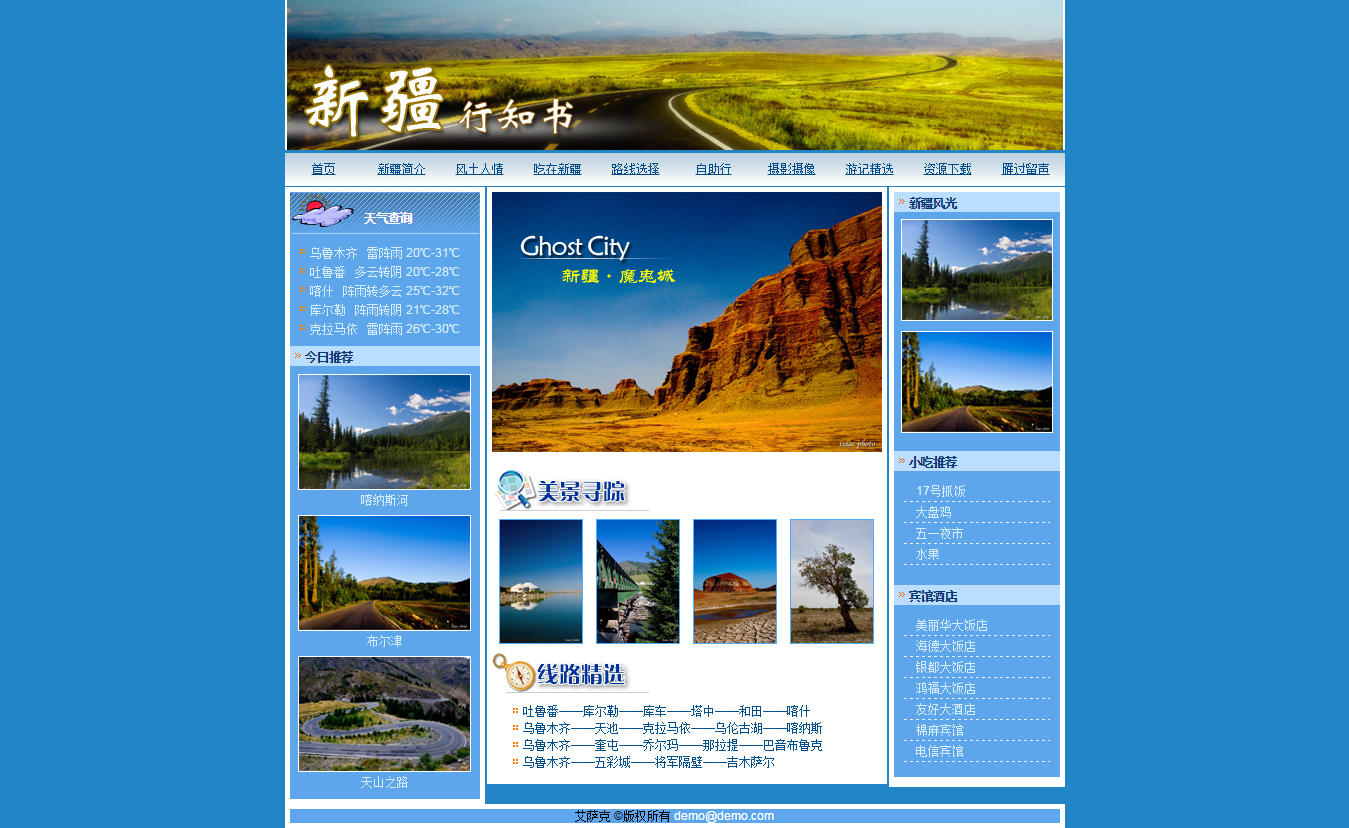 新疆 行知书
首页 新疆简介 风土人情 吃在新疆 路线选择 自助行 摄影摄像 游记精选 资源下载 雁过留声
天气查询
乌鲁木齐 雷阵雨 20℃-31℃
吐鲁番 多云转阴 20℃-28℃
喀什 阵雨转多云 25℃-32℃
库尔勒 阵雨转阴 21℃-28℃
克拉马依 雷阵雨 26℃-30℃
今日推荐
喀纳斯河
布尔津
天山之路
Ghost City
新疆·魔鬼城
isaac photo
美景寻踪
线路精选
吐鲁番——库尔勒——库车——塔中——和田——喀什
乌鲁木齐——天池——克拉马依——乌伦古湖——喀纳斯
乌鲁木齐——奎屯——乔尔玛——那拉提——巴音布鲁克
乌鲁木齐——五彩城——将军隔壁——吉木萨尔
新疆风光
小吃推荐
17号抓饭
大盘鸡
五一夜市
水果
宾馆酒店
美丽华大饭店
海德大饭店
银都大饭店
鸿福大饭店
友好大酒店
棉麻宾馆
电信宾馆
艾萨克 ©版权所有 demo@demo.com